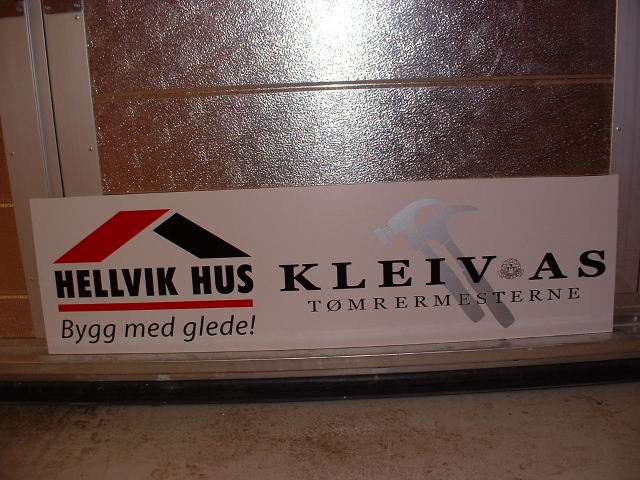 HELLVIK HUS
Bygg med glede!
KLEIV AS
TØMRERMESTERNE